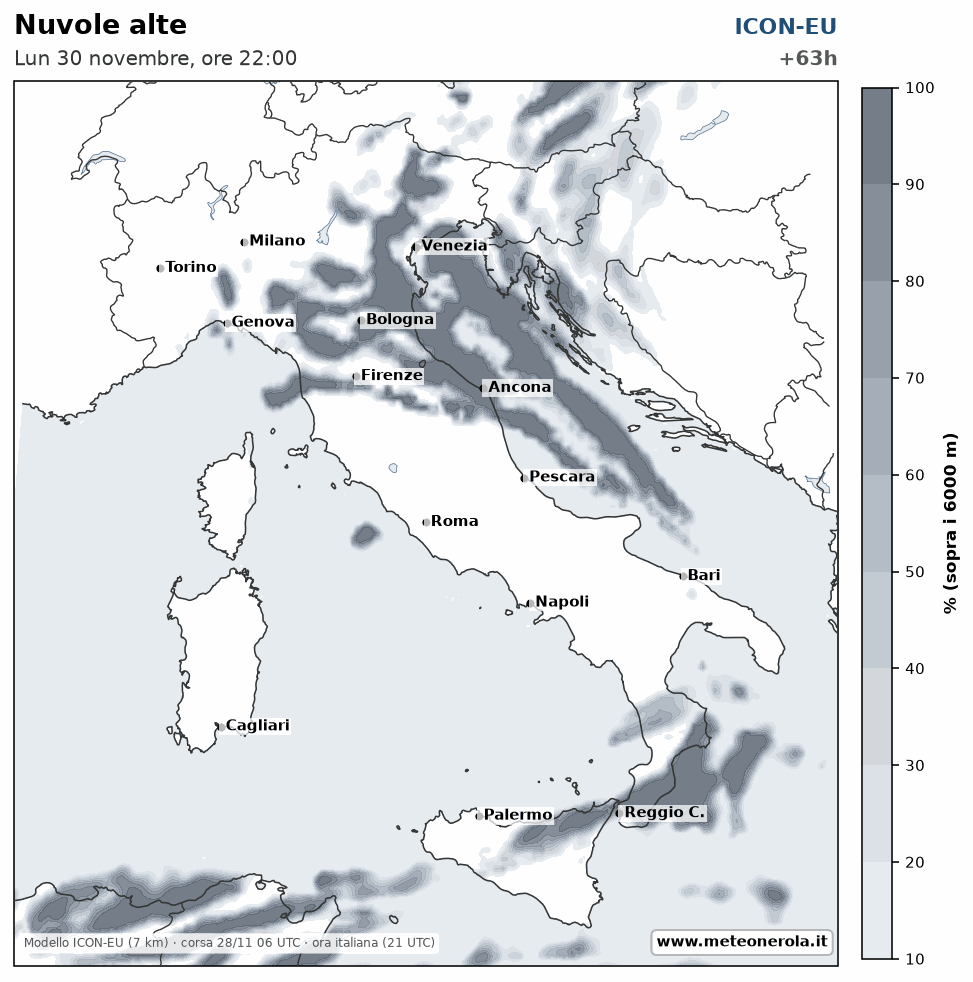 Nuvole alte
ICON-EU
Lun 30 novembre, ore 22:00
+63h
100
90
80
70
60
50
40
30
20
10
% (sopra i 6000 m)
Milano
Venezia
Torino
Genova
Bologna
Firenze
Ancona
Pescara
Roma
Bari
Napoli
Cagliari
Palermo
Reggio C.
Modello ICON-EU (7 km) · corsa 28/11 06 UTC · ora italiana (21 UTC)
www.meteonerola.it